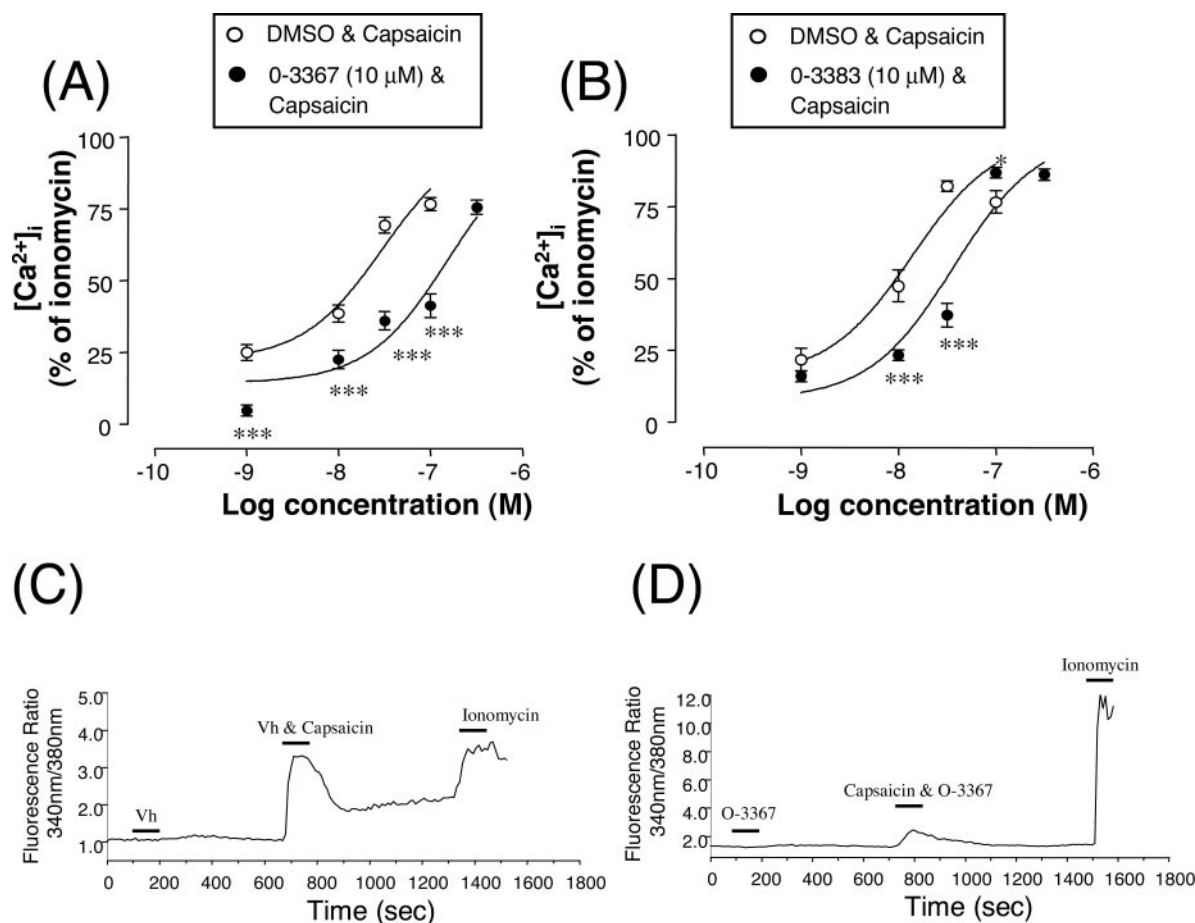 (A)
DMSO & Capsaicin
0-3367 (10 μM) &
Capsaicin
[Ca²⁺]i
(% of ionomycin)
100
75
50
25
0
***
***
***
***
-10
-9
-8
-7
-6
Log concentration (M)
(B)
DMSO & Capsaicin
0-3383 (10 μM) &
Capsaicin
[Ca²⁺]i
(% of ionomycin)
100
75
50
25
0
*
***
***
-10
-9
-8
-7
-6
Log concentration (M)
(C)
Fluorescence Ratio
340nm/380nm
5.0
4.0
3.0
2.0
1.0
Vh
Vh & Capsaicin
Ionomycin
0 200 400 600 800 1000 1200 1400 1600 1800
Time (sec)
(D)
Fluorescence Ratio
340nm/380nm
12.0
10.0
8.0
6.0
4.0
2.0
O-3367
Capsaicin & O-3367
Ionomycin
0 200 400 600 800 1000 1200 1400 1600 1800
Time (sec)